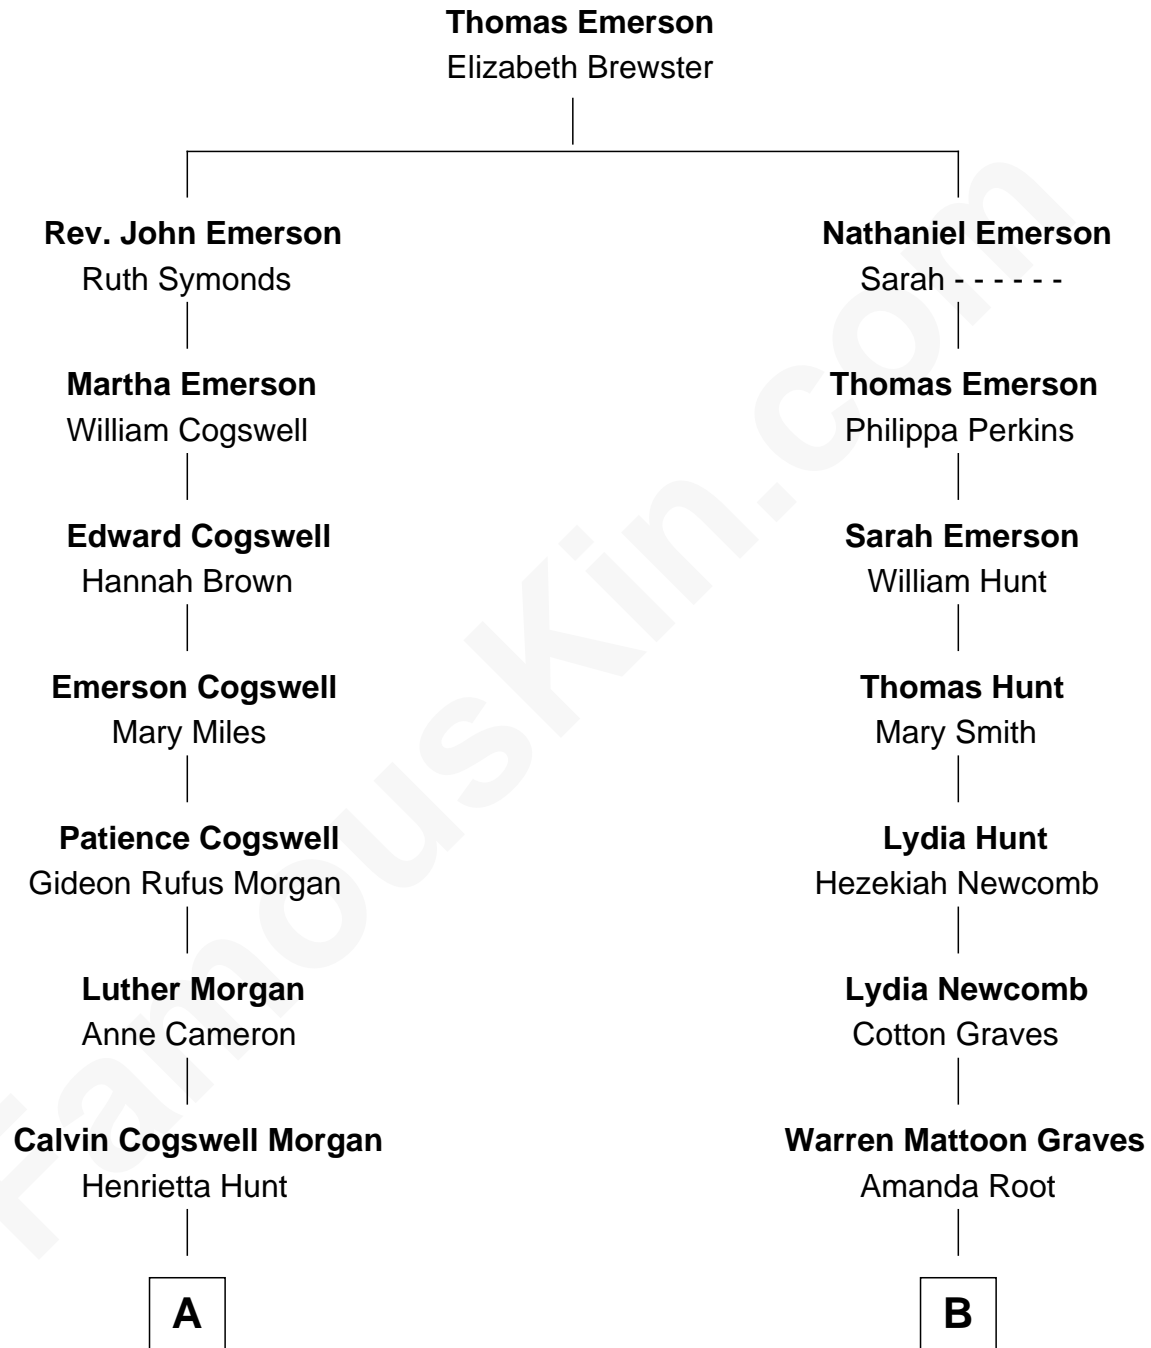 Thomas Emerson
Elizabeth Brewster
Rev. John Emerson
Ruth Symonds
Martha Emerson
William Cogswell
Edward Cogswell
Hannah Brown
Emerson Cogswell
Mary Miles
Patience Cogswell
Gideon Rufus Morgan
Luther Morgan
Anne Cameron
Calvin Cogswell Morgan
Henrietta Hunt
A
Nathaniel Emerson
Sarah - - - - - -
Thomas Emerson
Philippa Perkins
Sarah Emerson
William Hunt
Thomas Hunt
Mary Smith
Lydia Hunt
Hezekiah Newcomb
Lydia Newcomb
Cotton Graves
Warren Mattoon Graves
Amanda Root
B
FamousKin.com